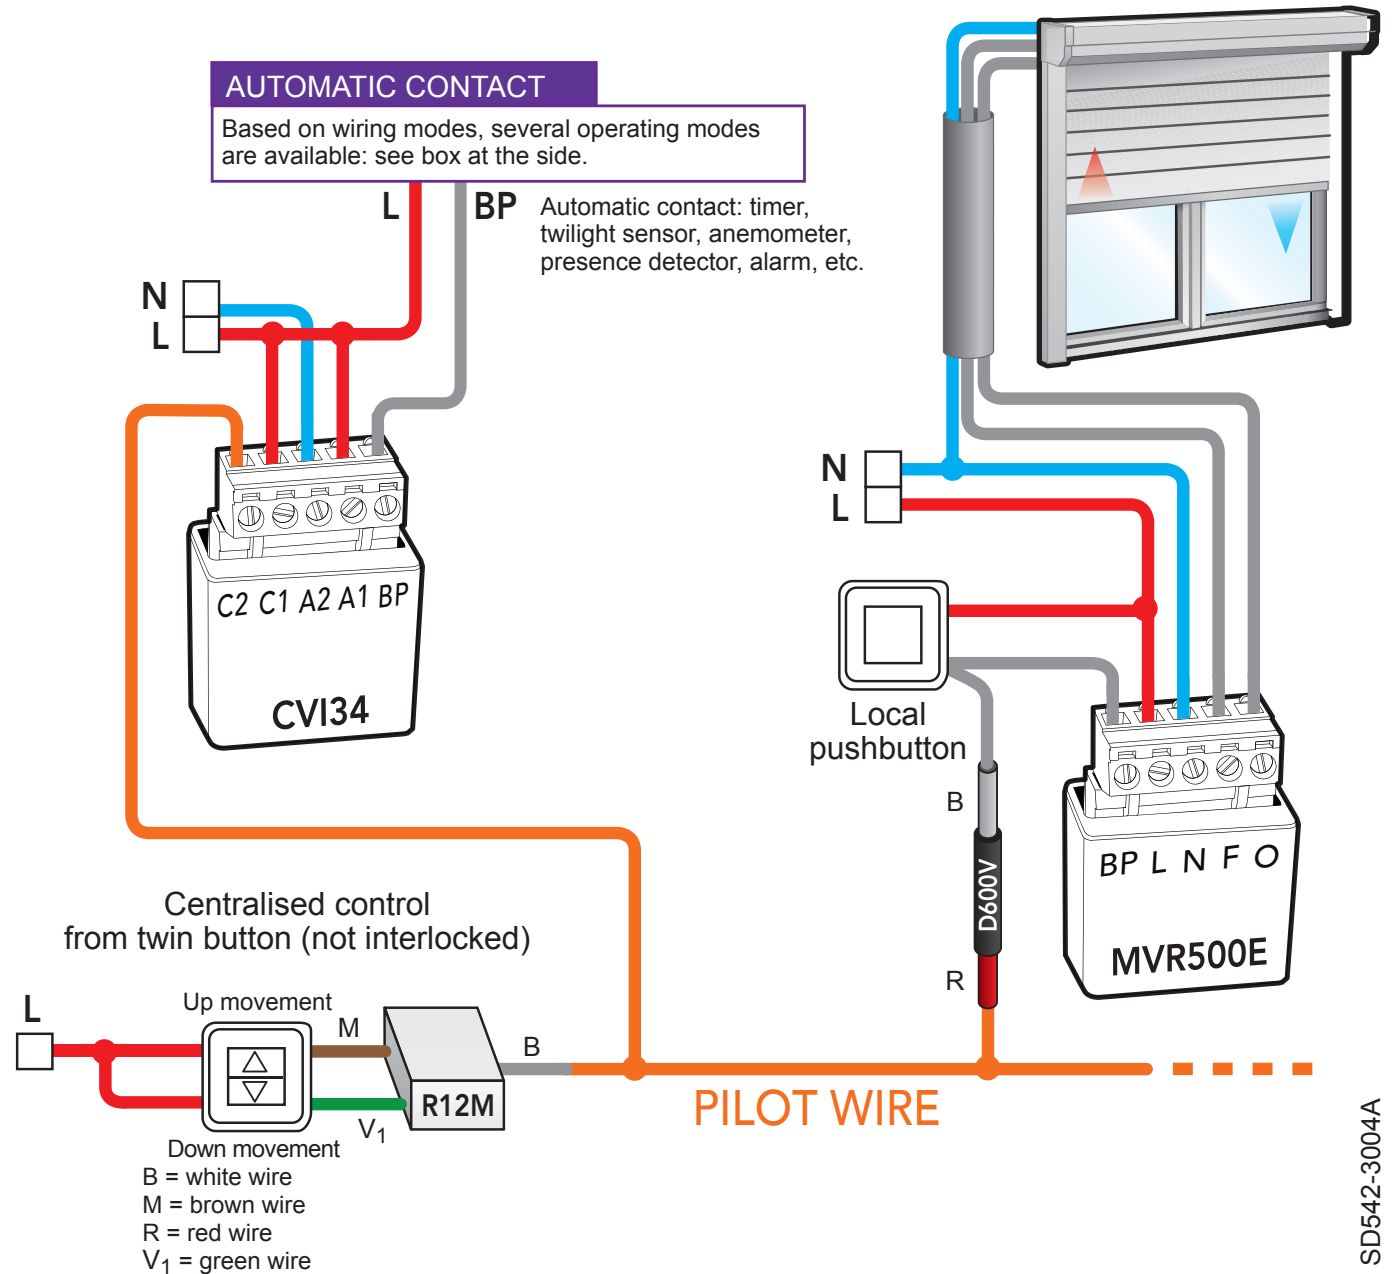 AUTOMATIC CONTACT
Based on wiring modes, several operating modes
are available: see box at the side.
L
BP
Automatic contact: timer,
twilight sensor, anemometer,
presence detector, alarm, etc.
N
L
C2 C1 A2 A1 BP
CVI34
N
L
Local
pushbutton
B
D600V
R
BP L N F O
MVR500E
Centralised control
from twin button (not interlocked)
L
Up movement
M
B
R12M
V1
Down movement
PILOT WIRE
B = white wire
M = brown wire
R = red wire
V1 = green wire
SD542-3004A